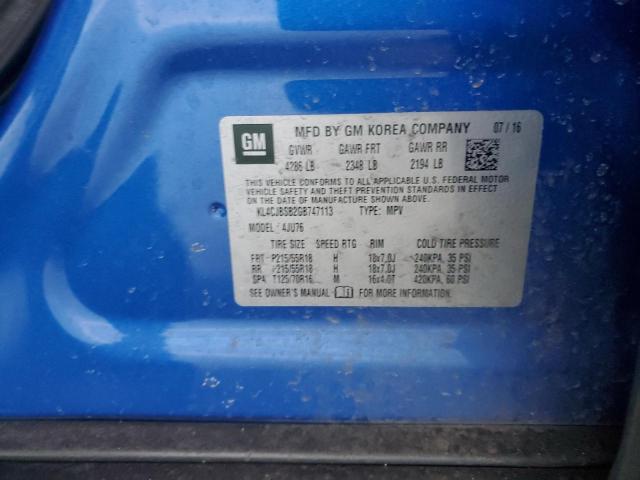 GM MFD BY GM KOREA COMPANY 07/16
GVWR GAWR FRT GAWR RR
4286 LB 2348 LB 2194 LB
THIS VEHICLE CONFORMS TO ALL APPLICABLE U.S. FEDERAL MOTOR
VEHICLE SAFETY AND THEFT PREVENTION STANDARDS IN EFFECT
ON THE DATE OF MANUFACTURE SHOWN ABOVE.
KL4CJBSB2GB747113 TYPE: MPV
MODEL: 4JU76
TIRE SIZE SPEED RTG RIM COLD TIRE PRESSURE
FRT P215/55R18 H 18x7.0J 240KPA, 35 PSI
RR P215/55R18 H 18x7.0J 240KPA, 35 PSI
SP4 T125/70R16 M 16x4.0T 420KPA, 60 PSI
SEE OWNER'S MANUAL FOR MORE INFORMATION.